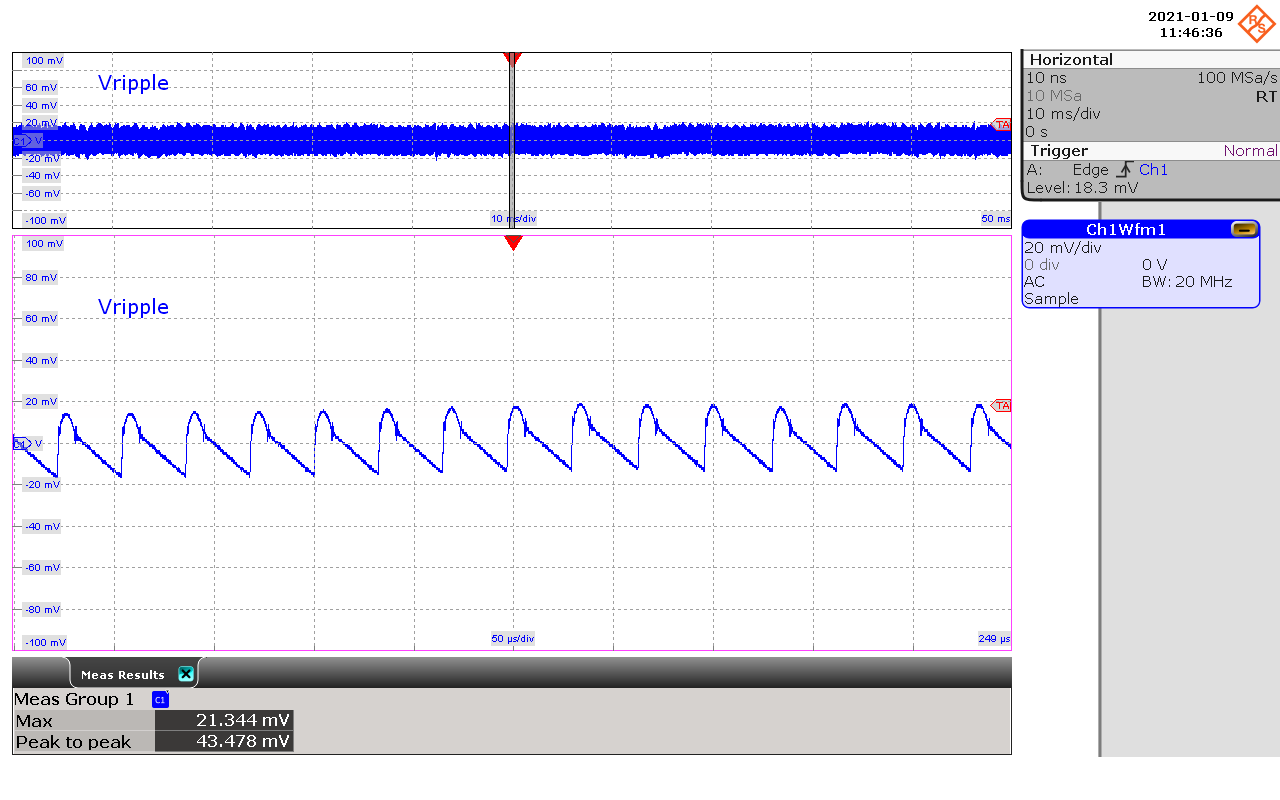 2021-01-09
11:46:36
R&S
Horizontal
10 ns 100 MSa/s
10 MSa RT
10 ms/div
0 s
Trigger Normal
A: Edge Ch1
Level: 18.3 mV
Ch1Wfm1
20 mV/div
0 div 0 V
AC BW: 20 MHz
Sample
100 mV
Vripple
60 mV
40 mV
20 mV
TA
C1 V
-20 mV
-40 mV
-60 mV
-100 mV
10 ms/div
50 ms
100 mV
80 mV
Vripple
60 mV
40 mV
20 mV
TA
C1 V
-20 mV
-40 mV
-60 mV
-80 mV
-100 mV
50 µs/div
249 µs
Meas Results
Meas Group 1 C1
Max 21.344 mV
Peak to peak 43.478 mV